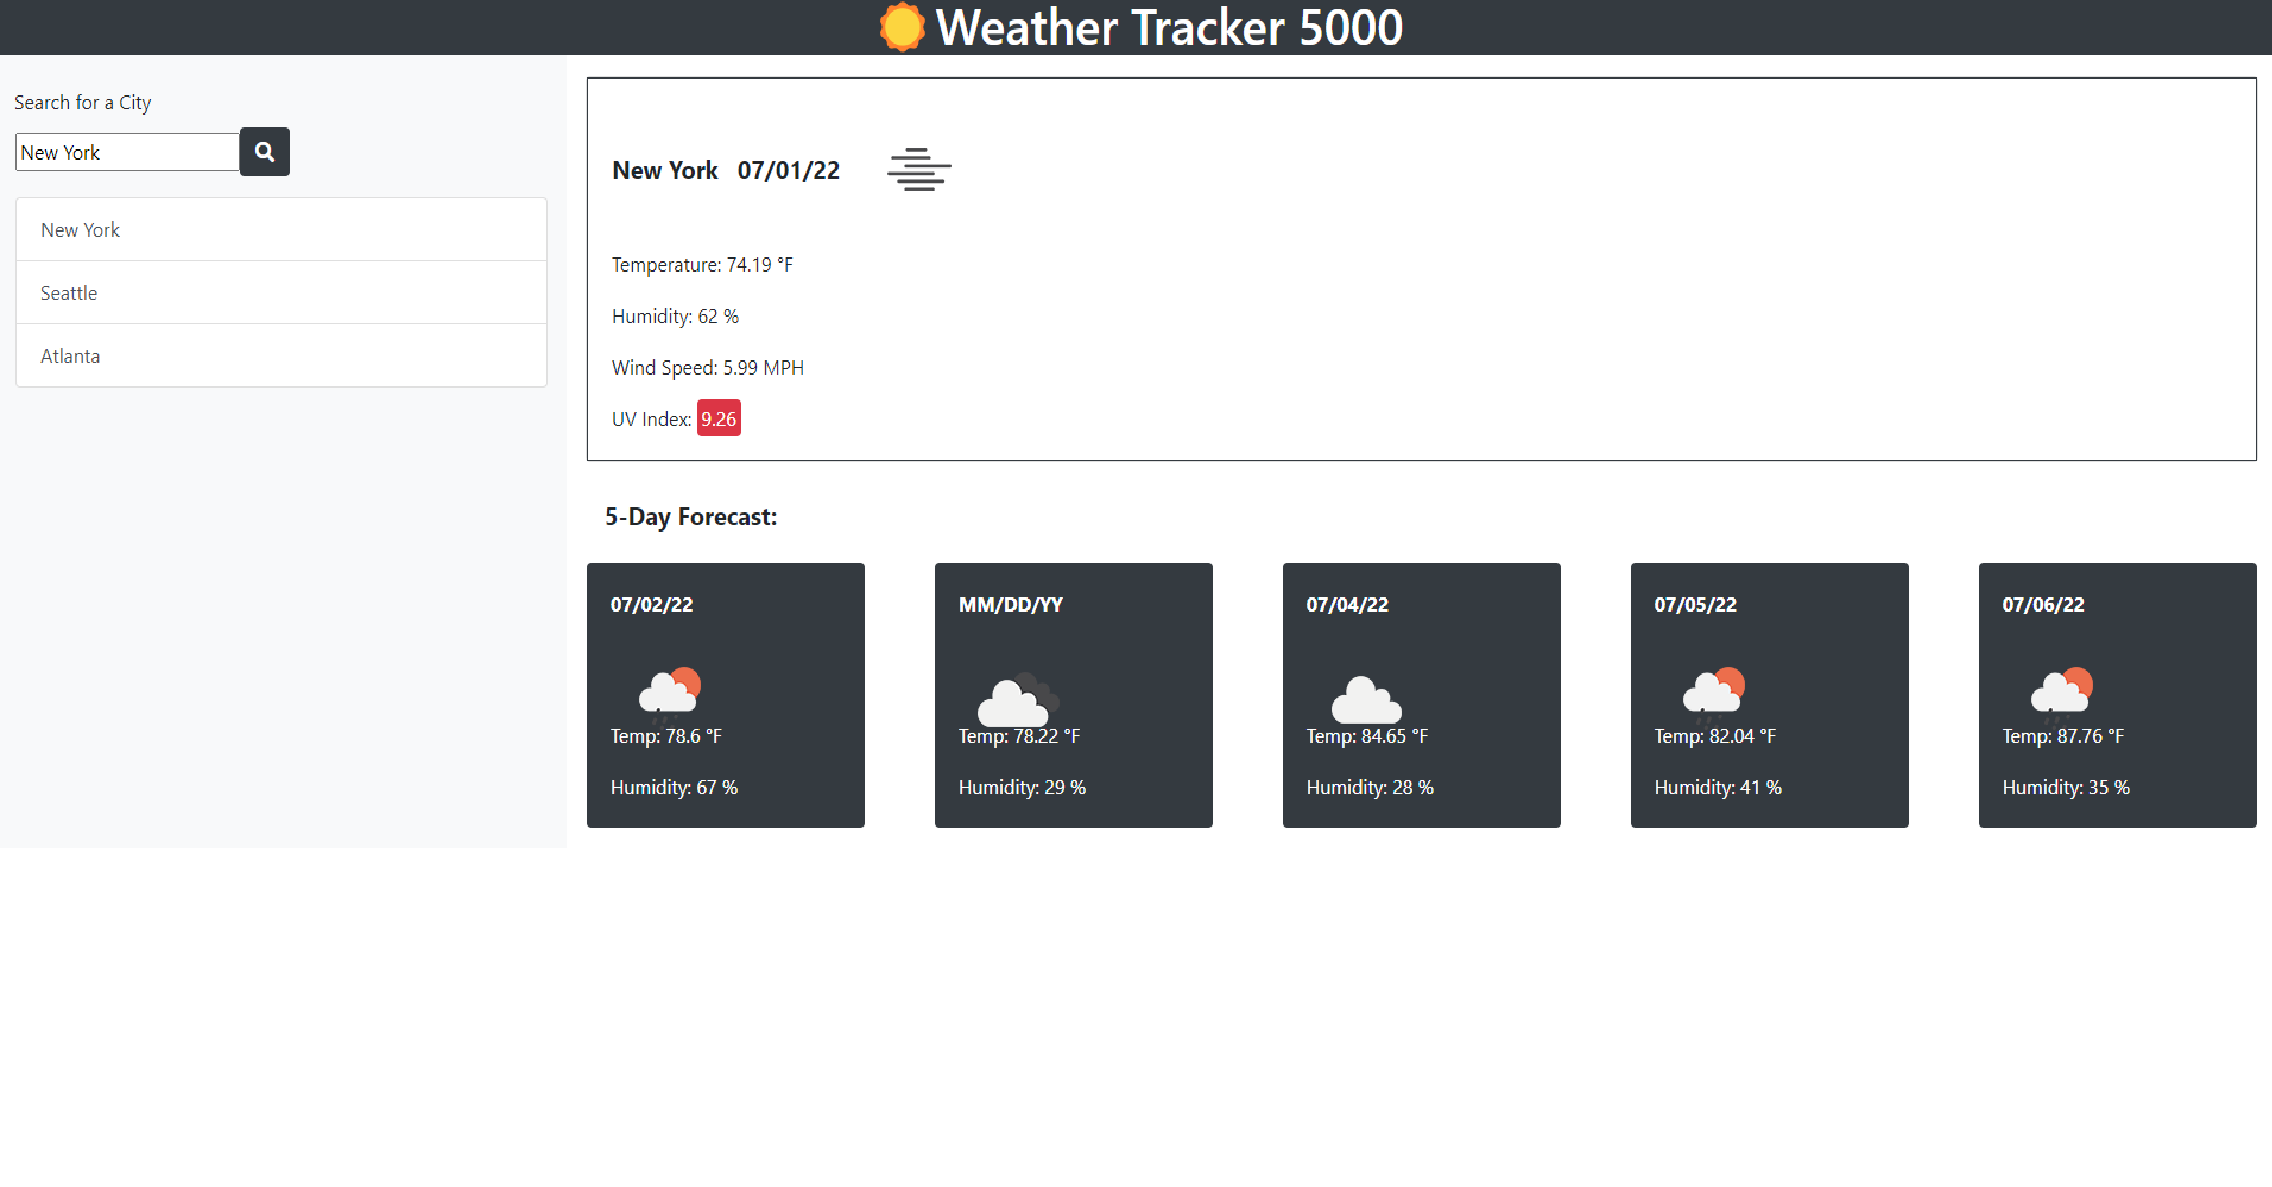 Weather Tracker 5000
Search for a City
New York
New York
Seattle
Atlanta
New York 07/01/22
Temperature: 74.19 °F
Humidity: 62 %
Wind Speed: 5.99 MPH
UV Index: 9.26
5-Day Forecast:
07/02/22
Temp: 78.6 °F
Humidity: 67 %
MM/DD/YY
Temp: 78.22 °F
Humidity: 29 %
07/04/22
Temp: 84.65 °F
Humidity: 28 %
07/05/22
Temp: 82.04 °F
Humidity: 41 %
07/06/22
Temp: 87.76 °F
Humidity: 35 %